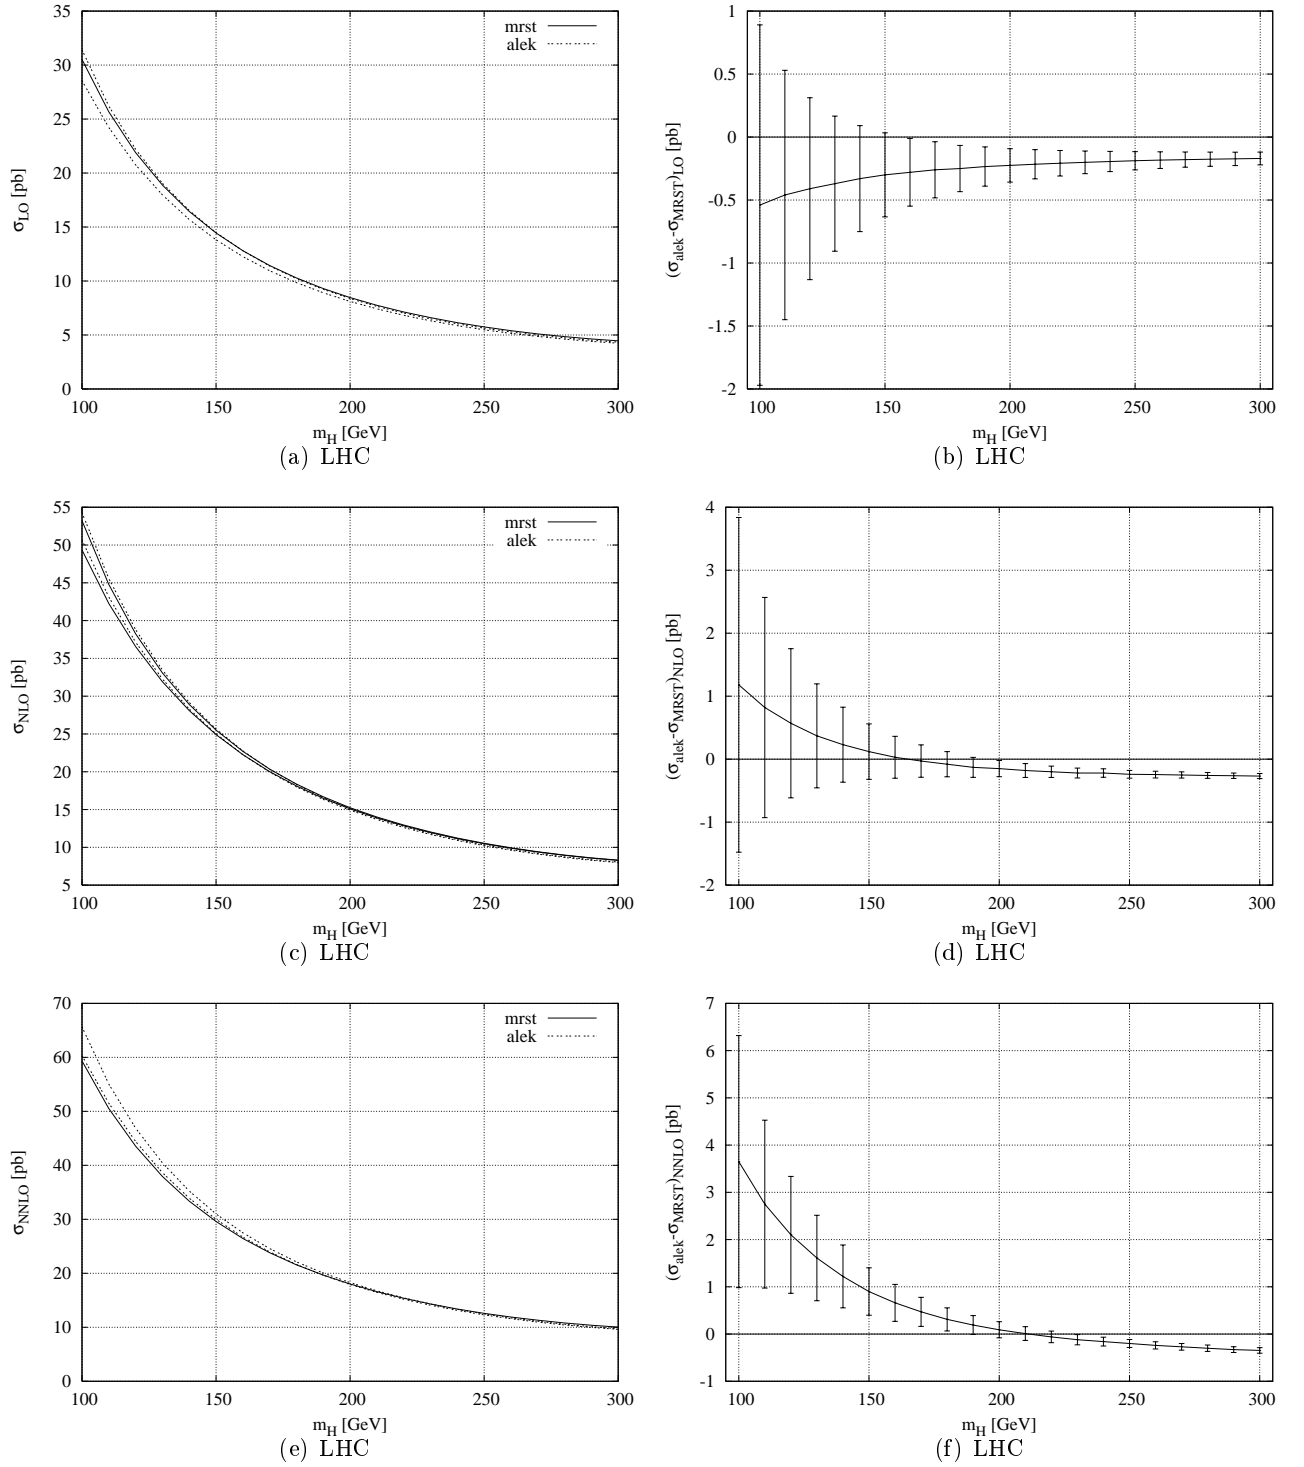 35
30
25
20
15
10
5
0
100 150 200 250 300
σLO [pb]
mH [GeV]
mrst
alek
(a) LHC
1
0.5
0
-0.5
-1
-1.5
-2
100 150 200 250 300
(σalek-σMRST)LO [pb]
mH [GeV]
(b) LHC
55
50
45
40
35
30
25
20
15
10
5
100 150 200 250 300
σNLO [pb]
mH [GeV]
mrst
alek
(c) LHC
4
3
2
1
0
-1
-2
100 150 200 250 300
(σalek-σMRST)NLO [pb]
mH [GeV]
(d) LHC
70
60
50
40
30
20
10
0
100 150 200 250 300
σNNLO [pb]
mH [GeV]
mrst
alek
(e) LHC
7
6
5
4
3
2
1
0
-1
100 150 200 250 300
(σalek-σMRST)NNLO [pb]
mH [GeV]
(f) LHC